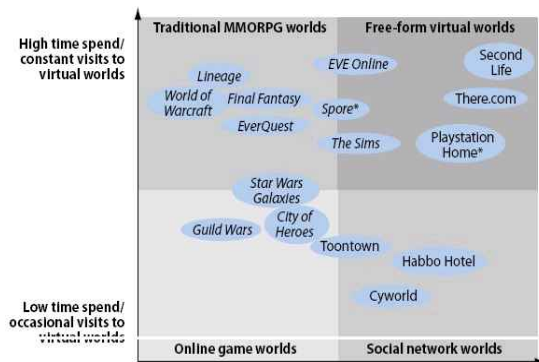 Traditional MMORPG worlds
Free-form virtual worlds
High time spend/
constant visits to
virtual worlds
Lineage
EVE Online
Second
Life
World of
Warcraft
Final Fantasy
Spore*
There.com
EverQuest
The Sims
Playstation
Home*
Star Wars
Galaxies
City of
Heroes
Guild Wars
Toontown
Habbo Hotel
Cyworld
Low time spend/
occasional visits to
virtual worlds
Online game worlds
Social network worlds